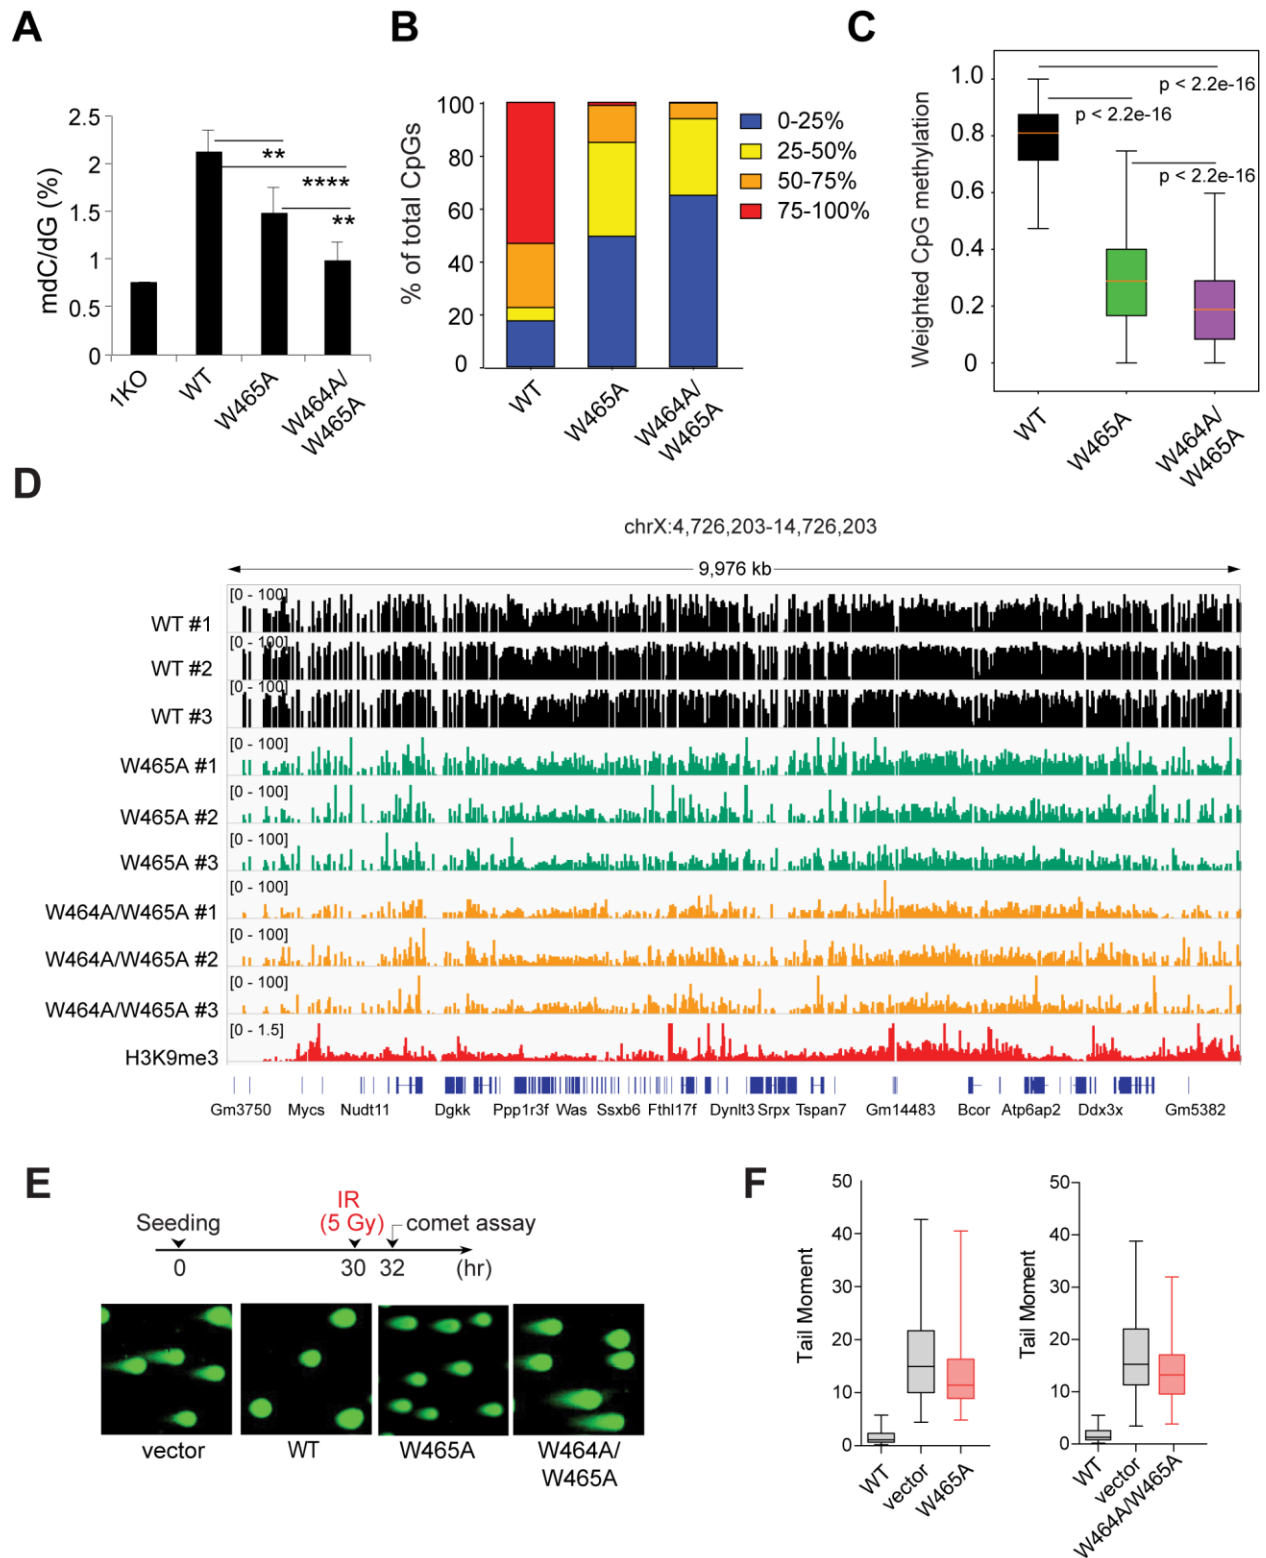 A
2.5
2
1.5
1
0.5
0
mdC/dG (%)
**
****
**
1KO
WT
W465A
W464A/
W465A
B
100
80
60
40
20
0
% of total CpGs
0-25%
25-50%
50-75%
75-100%
WT
W465A
W464A/
W465A
C
1.0
0.8
0.6
0.4
0.2
0
Weighted CpG methylation
p < 2.2e-16
p < 2.2e-16
p < 2.2e-16
WT
W465A
W464A/
W465A
D
chrX:4,726,203-14,726,203
9,976 kb
WT #1 [0 - 100]
WT #2 [0 - 100]
WT #3 [0 - 100]
W465A #1 [0 - 100]
W465A #2 [0 - 100]
W465A #3 [0 - 100]
W464A/W465A #1 [0 - 100]
W464A/W465A #2 [0 - 100]
W464A/W465A #3 [0 - 100]
H3K9me3 [0 - 1.5]
Gm3750 Mycs Nudt11 Dgkk Ppp1r3f Was Ssxb6 Fthl17f Dynlt3 Srpx Tspan7 Gm14483 Bcor Atp6ap2 Ddx3x Gm5382
E
IR
Seeding (5 Gy) comet assay
0 30 32 (hr)
vector WT W465A W464A/
W465A
F
50
40
30
20
10
0
Tail Moment
WT
vector
W465A
50
40
30
20
10
0
Tail Moment
WT
vector
W464A/W465A